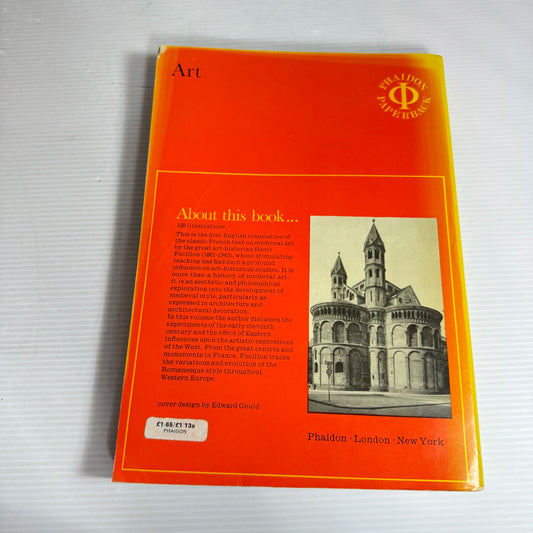 Art
PHAIDON
PAPERBACK
About this book...
159 illustrations
This is the first English translation of
the classic French text on medieval art
by the great art-historian Henri
Focillon (1881-1943), whose stimulating
teaching has had such a profound
influence on art-historical studies. It is
more than a history of medieval art:
it is an aesthetic and philosophical
exploration into the development of
medieval style, particularly as
expressed in architecture and
architectural decoration.
In this volume the author discusses the
experiments of the early eleventh
century and the effect of Eastern
influences upon the artistic expressions
of the West. From the great centres and
monuments in France, Focillon traces
the variations and evolution of the
Romanesque style throughout
Western Europe.
cover design by Edward Gould
£1·65/£1 13s
PHAIDON
Phaidon · London · New York